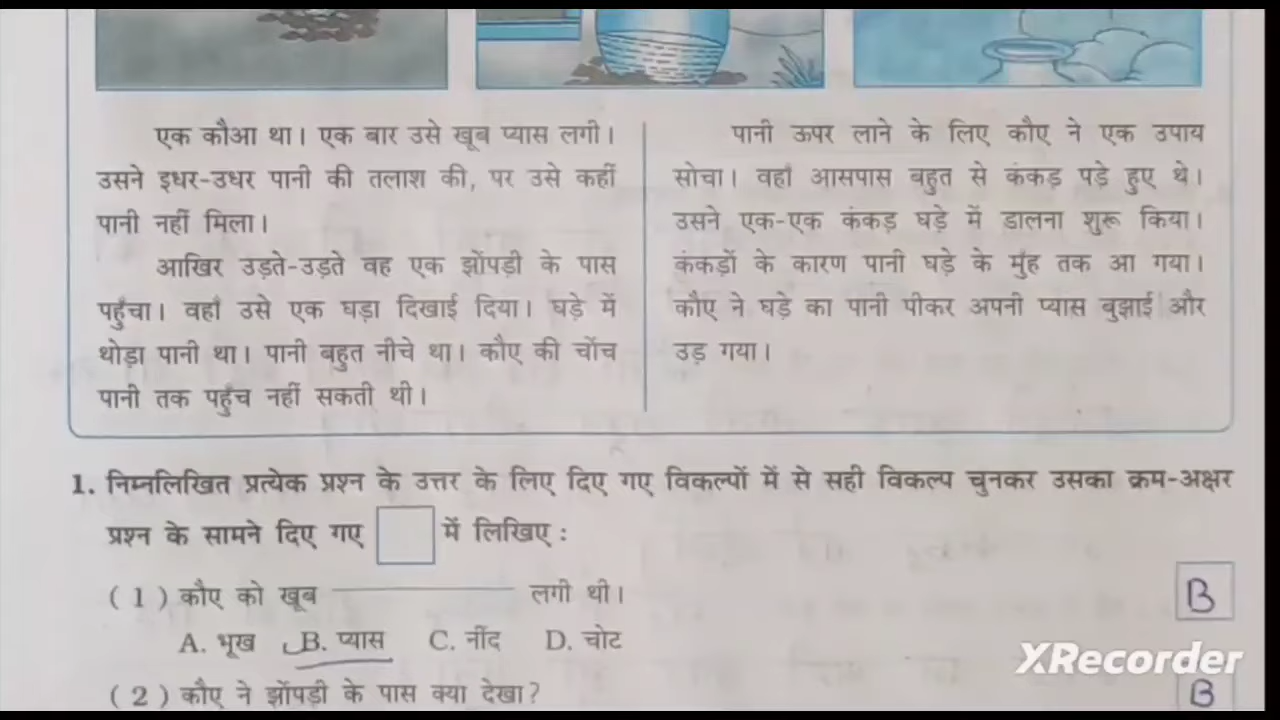 एक कौआ था। एक बार उसे खूब प्यास लगी।
उसने इधर-उधर पानी की तलाश की, पर उसे कहीं
पानी नहीं मिला।
आखिर उड़ते-उड़ते वह एक झोंपड़ी के पास
पहुँचा। वहाँ उसे एक घड़ा दिखाई दिया। घड़े में
थोड़ा पानी था। पानी बहुत नीचे था। कौए की चोंच
पानी तक पहुँच नहीं सकती थी।
पानी ऊपर लाने के लिए कौए ने एक उपाय
सोचा। वहाँ आसपास बहुत से कंकड़ पड़े हुए थे।
उसने एक-एक कंकड़ घड़े में डालना शुरू किया।
कंकड़ों के कारण पानी घड़े के मुँह तक आ गया।
कौए ने घड़े का पानी पीकर अपनी प्यास बुझाई और
उड़ गया।
1. निम्नलिखित प्रत्येक प्रश्न के उत्तर के लिए दिए गए विकल्पों में से सही विकल्प चुनकर उसका क्रम-अक्षर
प्रश्न के सामने दिए गए में लिखिए :
( 1 ) कौए को खूब ——— लगी थी। B
A. भूख B. प्यास C. नींद D. चोट
XRecorder
( 2 ) कौए ने झोंपड़ी के पास क्या देखा? B